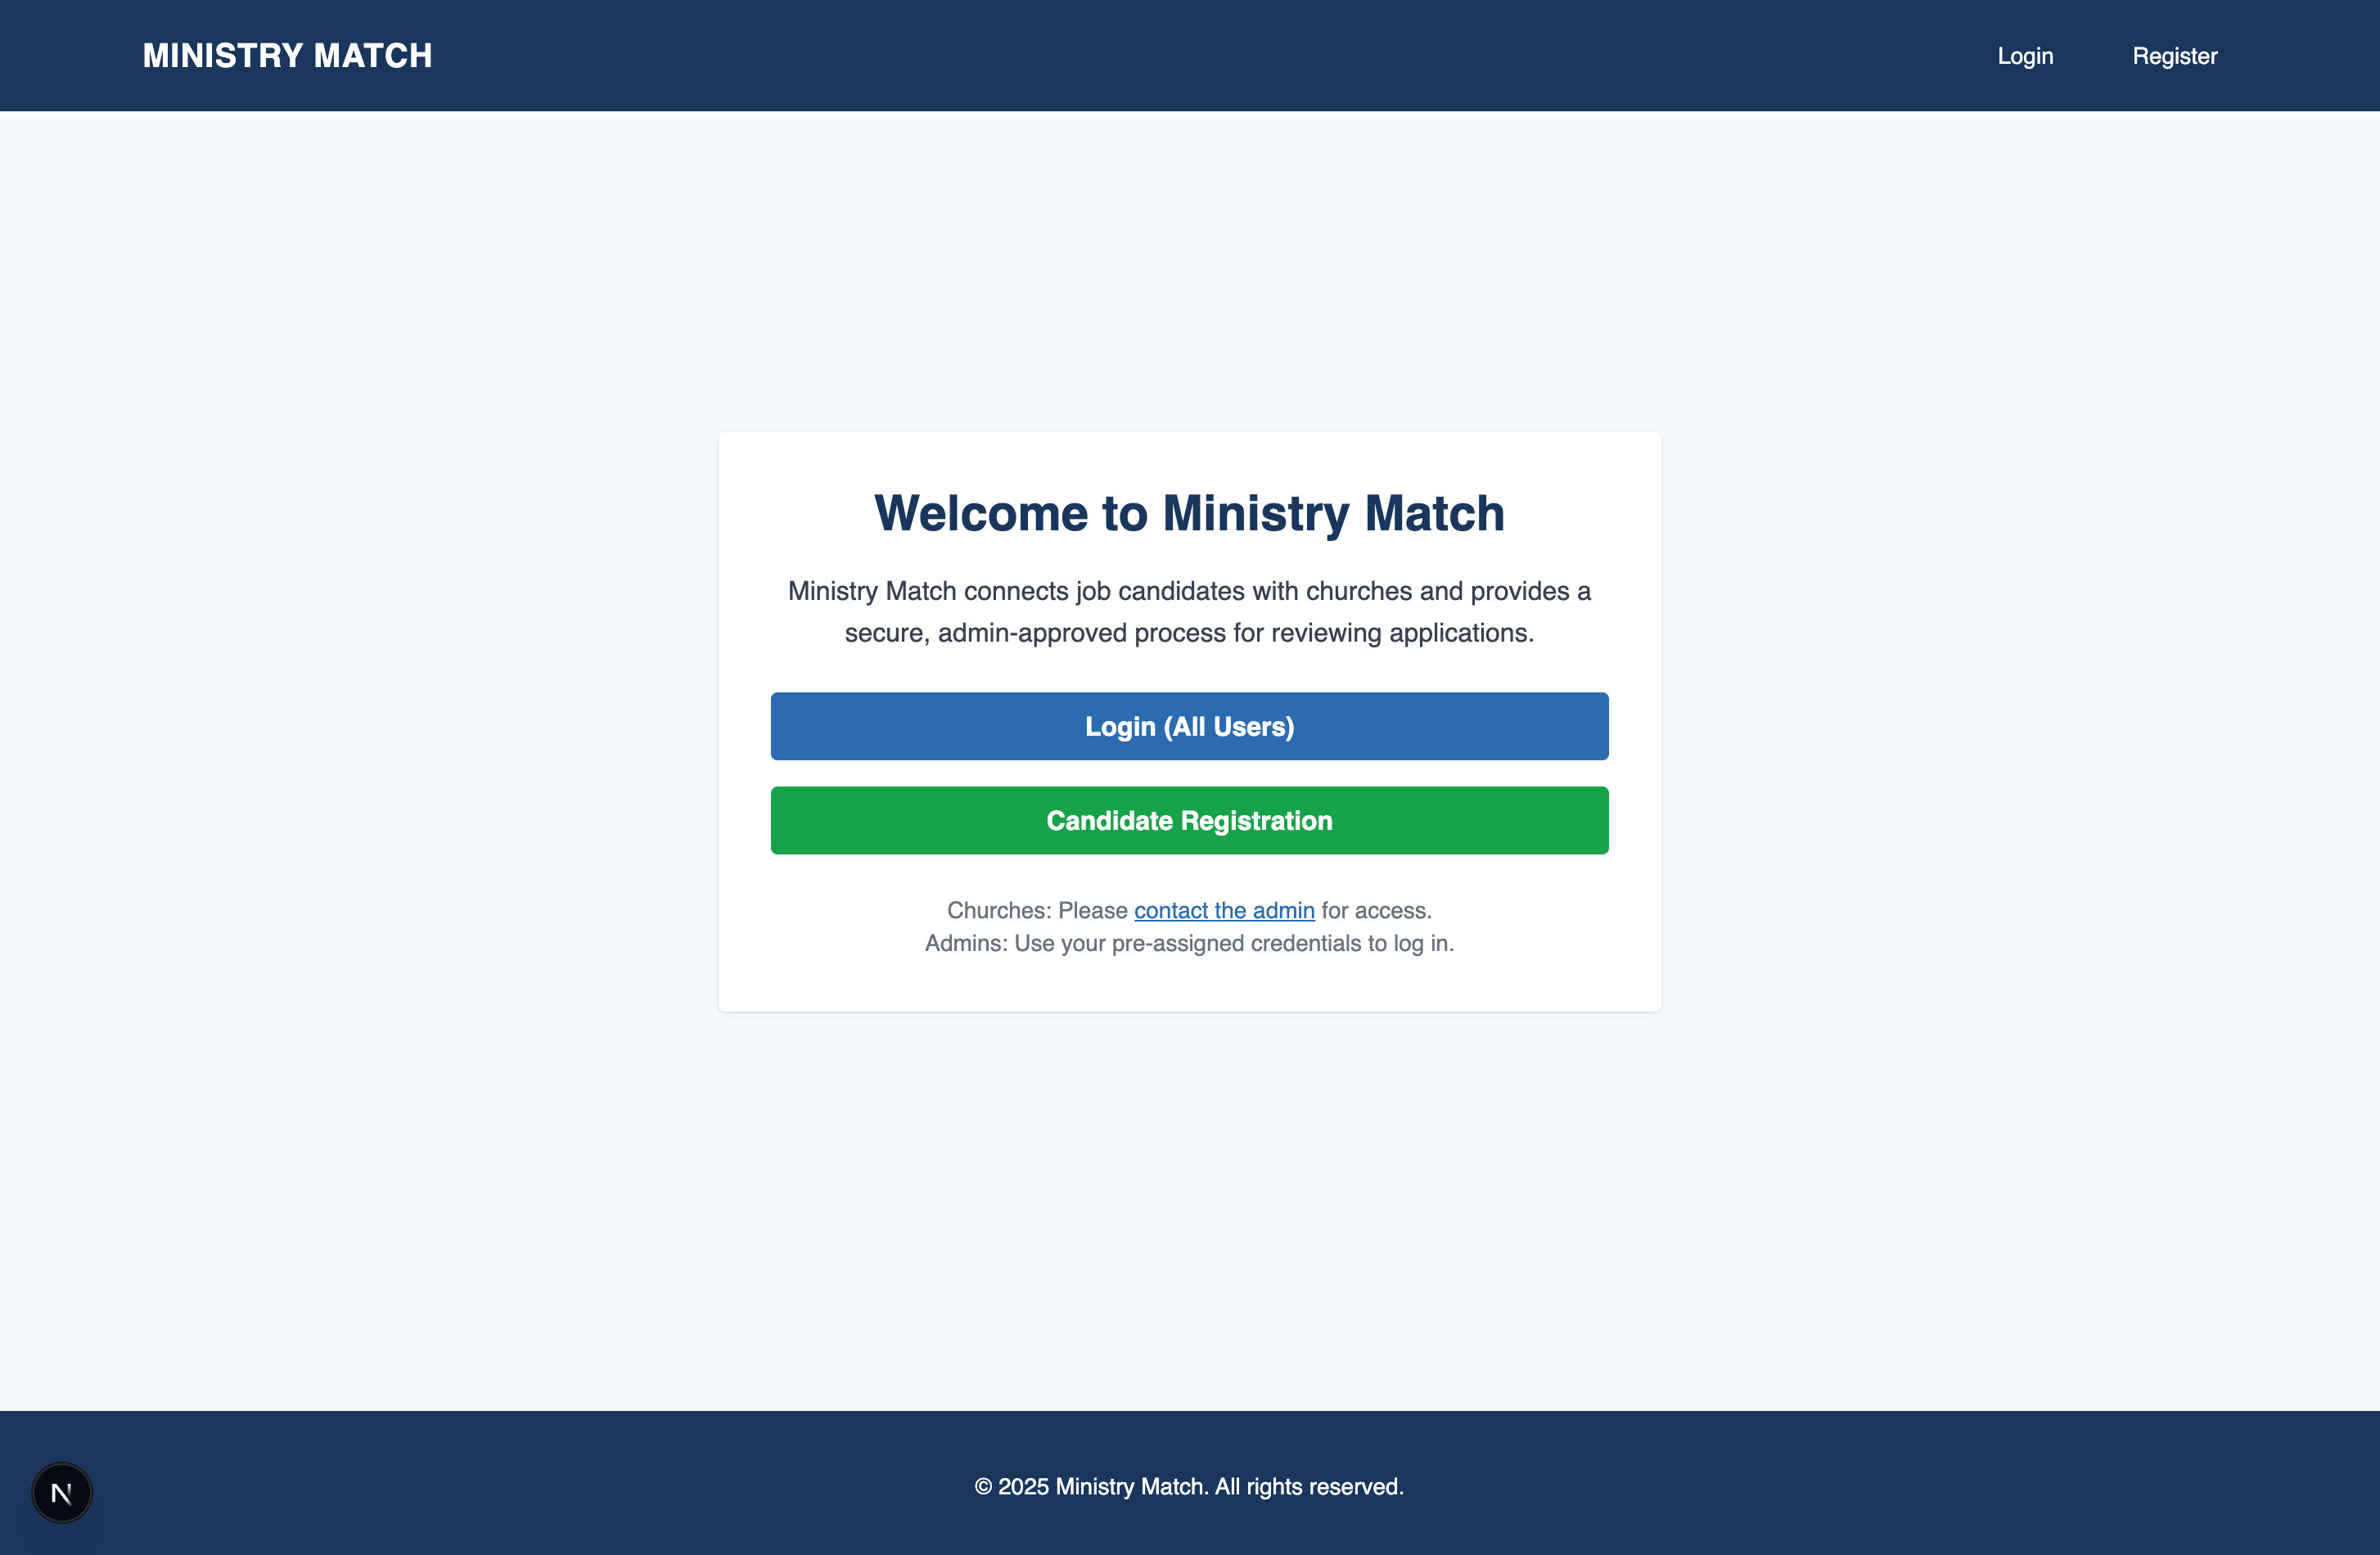 MINISTRY MATCH
Login
Register
Welcome to Ministry Match
Ministry Match connects job candidates with churches and provides a
secure, admin-approved process for reviewing applications.
Login (All Users)
Candidate Registration
Churches: Please contact the admin for access.
Admins: Use your pre-assigned credentials to log in.
N
© 2025 Ministry Match. All rights reserved.